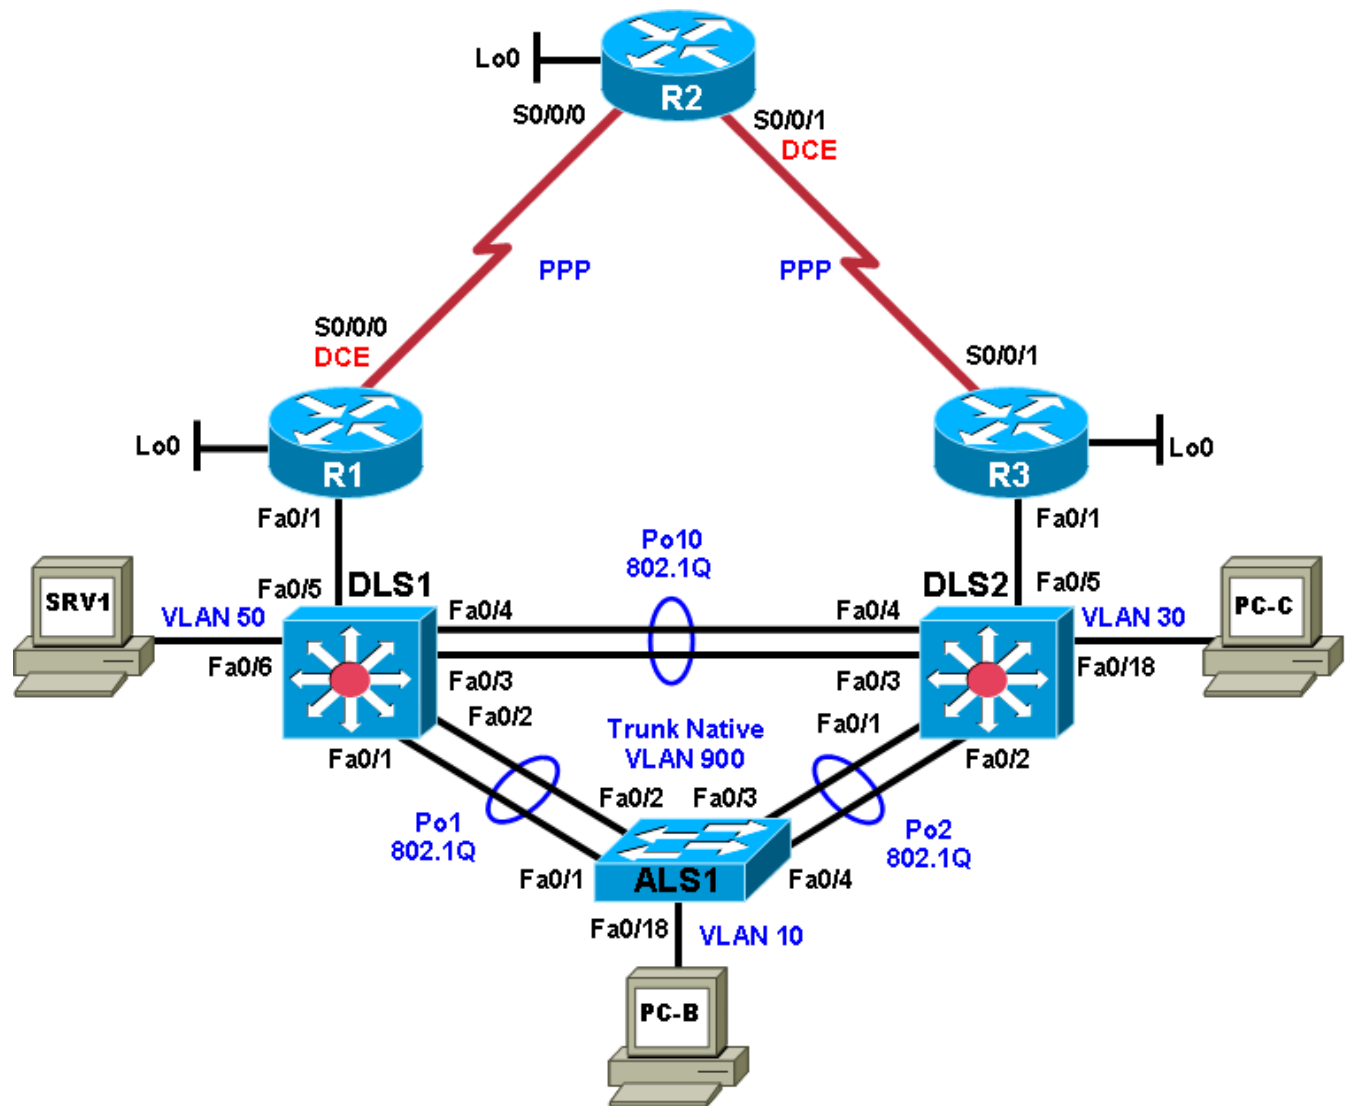 Lo0
R2
S0/0/0
S0/0/1
DCE
PPP
PPP
S0/0/0
DCE
S0/0/1
Lo0
R1
Lo0
R3
Fa0/1
Fa0/1
Po10
802.1Q
SRV1
VLAN 50
Fa0/5
DLS1
Fa0/4
Fa0/4
DLS2
Fa0/5
VLAN 30
PC-C
Fa0/6
Fa0/3
Fa0/3
Fa0/18
Fa0/2
Trunk Native
VLAN 900
Fa0/1
Fa0/1
Fa0/2
Po1
802.1Q
Fa0/2
Fa0/3
Po2
802.1Q
Fa0/1
ALS1
Fa0/4
Fa0/18
VLAN 10
PC-B